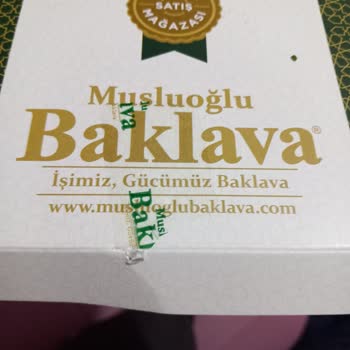 SATIŞ
MAĞAZASI
Musluoğlu
Baklava®
İşimiz, Gücümüz Baklava
www.musluoglubaklava.com